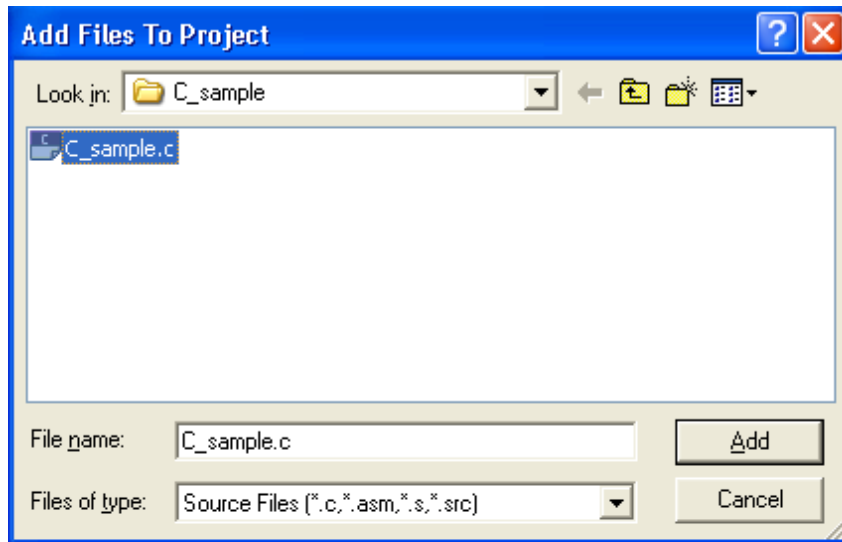 Add Files To Project
Look in: C_sample
C_sample.c
File name: C_sample.c Add
Files of type: Source Files (*.c,*.asm,*.s,*.src) Cancel